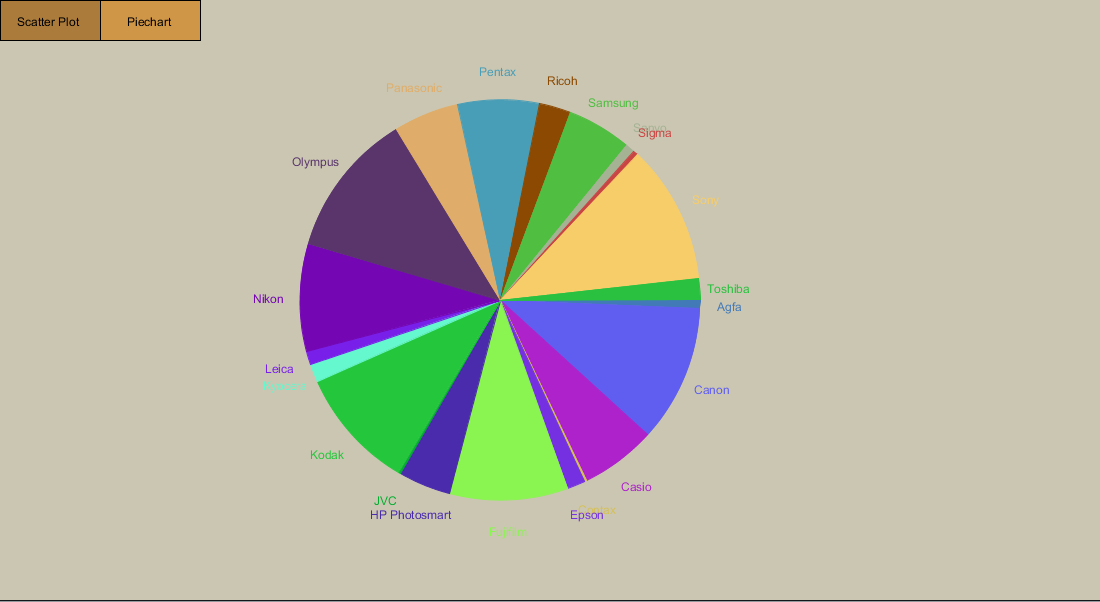 Scatter Plot
Piechart
Pentax
Ricoh
Panasonic
Samsung
Sigma
Olympus
Sony
Toshiba
Nikon
Agfa
Leica
Canon
Kodak
Casio
JVC
HP Photosmart
Epson